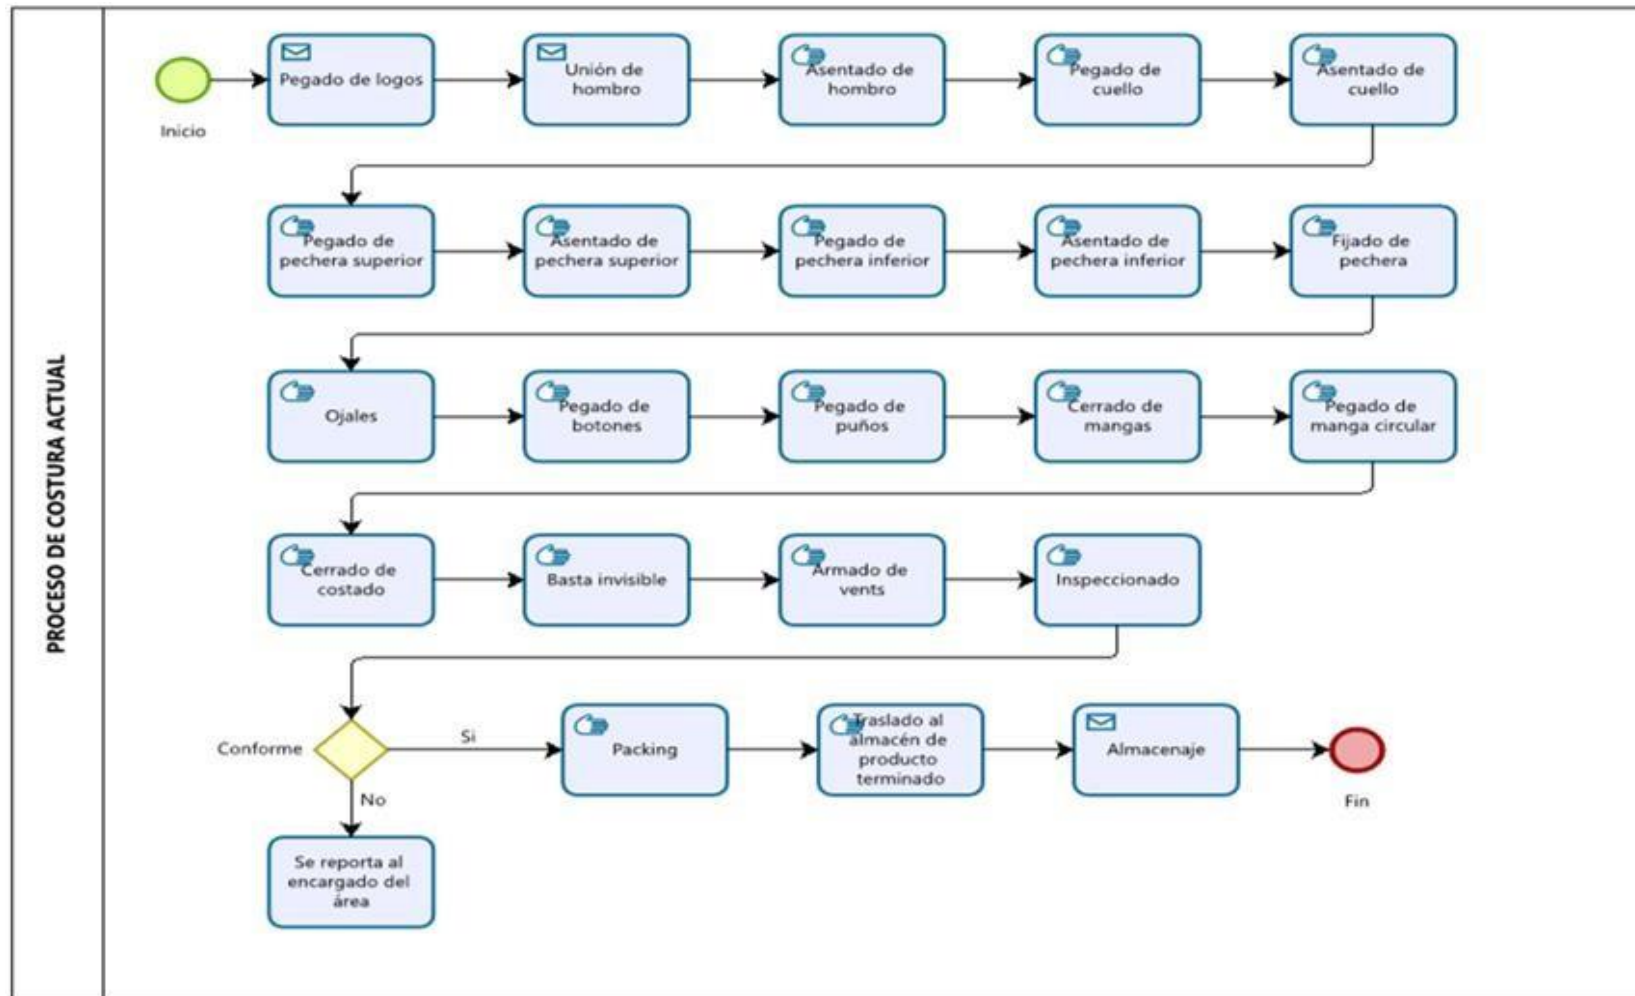 PROCESO DE COSTURA ACTUAL
Inicio
Pegado de logos
Unión de
hombro
Asentado de
hombro
Pegado de
cuello
Asentado de
cuello
Pegado de
pechera superior
Asentado de
pechera superior
Pegado de
pechera inferior
Asentado de
pechera inferior
Fijado de
pechera
Ojales
Pegado de
botones
Pegado de
puños
Cerrado de
mangas
Pegado de
manga circular
Cerrado de
costado
Basta invisible
Armado de
vents
Inspeccionado
Conforme
Si
Packing
Traslado al
almacén de
producto
terminado
Almacenaje
Fin
No
Se reporta al
encargado del
área